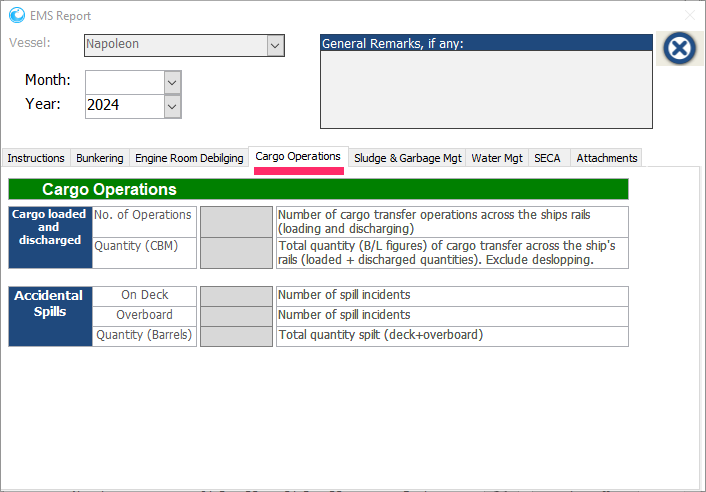 EMS Report
Vessel:
Napoleon
General Remarks, if any:
Month:
Year:
2024
Instructions
Bunkering
Engine Room Debilging
Cargo Operations
Sludge & Garbage Mgt
Water Mgt
SECA
Attachments
Cargo Operations
Cargo loaded
and
discharged
No. of Operations
Number of cargo transfer operations across the ships rails
(loading and discharging)
Quantity (CBM)
Total quantity (B/L figures) of cargo transfer across the ship's
rails (loaded + discharged quantities). Exclude deslopping.
Accidental
Spills
On Deck
Number of spill incidents
Overboard
Number of spill incidents
Quantity (Barrels)
Total quantity spilt (deck+overboard)